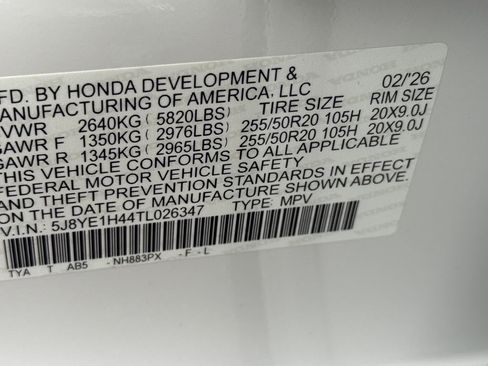 MFD. BY HONDA DEVELOPMENT & 02/'26
MANUFACTURING OF AMERICA, LLC TIRE SIZE RIM SIZE
GVWR 2640KG ( 5820LBS)
GAWR F 1350KG ( 2976LBS) 255/50R20 105H 20X9.0J
GAWR R 1345KG ( 2965LBS) 255/50R20 105H 20X9.0J
THIS VEHICLE CONFORMS TO ALL APPLICABLE
FEDERAL MOTOR VEHICLE SAFETY
AND THEFT PREVENTION STANDARDS IN EFFECT
ON THE DATE OF MANUFACTURE SHOWN ABOVE.
V.I.N.: 5J8YE1H44TL026347 TYPE: MPV
TYA T AB5 - NH883PX - F - L